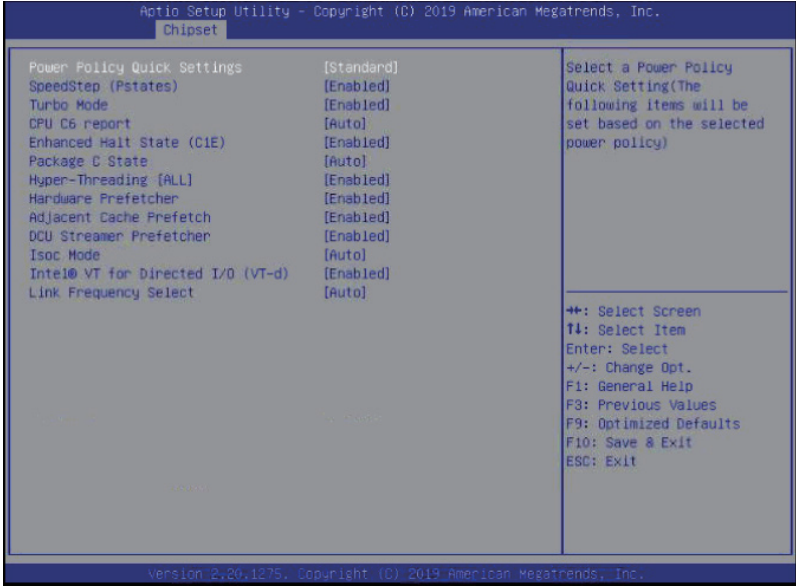 Aptio Setup Utility - Copyright (C) 2019 American Megatrends, Inc.
Chipset
Power Policy Quick Settings [Standard]
SpeedStep (Pstates) [Enabled]
Turbo Mode [Enabled]
CPU C6 report [Auto]
Enhanced Halt State (C1E) [Enabled]
Package C State [Auto]
Hyper-Threading [ALL] [Enabled]
Hardware Prefetcher [Enabled]
Adjacent Cache Prefetch [Enabled]
DCU Streamer Prefetcher [Enabled]
Isoc Mode [Auto]
Intel® VT for Directed I/O (VT-d) [Enabled]
Link Frequency Select [Auto]
Select a Power Policy
Quick Setting(The
following items will be
set based on the selected
power policy)
→←: Select Screen
↑↓: Select Item
Enter: Select
+/-: Change Opt.
F1: General Help
F3: Previous Values
F9: Optimized Defaults
F10: Save & Exit
ESC: Exit
Version 2.20.1275. Copyright (C) 2019 American Megatrends, Inc.